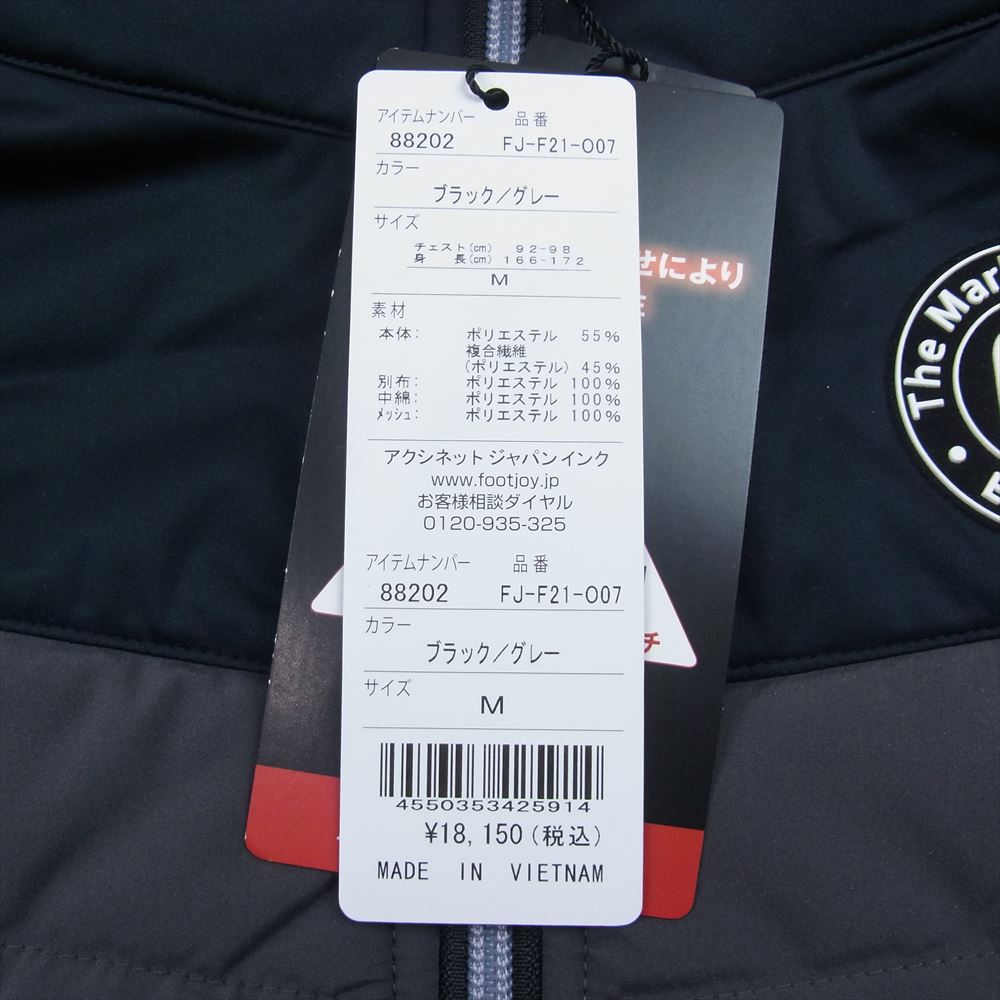 アイテムナンバー 品番
88202 FJ-F21-O07
カラー
ブラック／グレー
サイズ
チェスト(cm) 92-98
身長(cm) 166-172
M
素材
本体: ポリエステル 55%
複合繊維
(ポリエステル) 45%
別布: ポリエステル 100%
中綿: ポリエステル 100%
メッシュ: ポリエステル 100%
アクシネット ジャパン インク
www.footjoy.jp
お客様相談ダイヤル
0120-935-325
アイテムナンバー 品番
88202 FJ-F21-O07
カラー
ブラック／グレー
サイズ
M
4550353425914
¥18,150(税込)
MADE IN VIETNAM
せにより
チ
The Mar